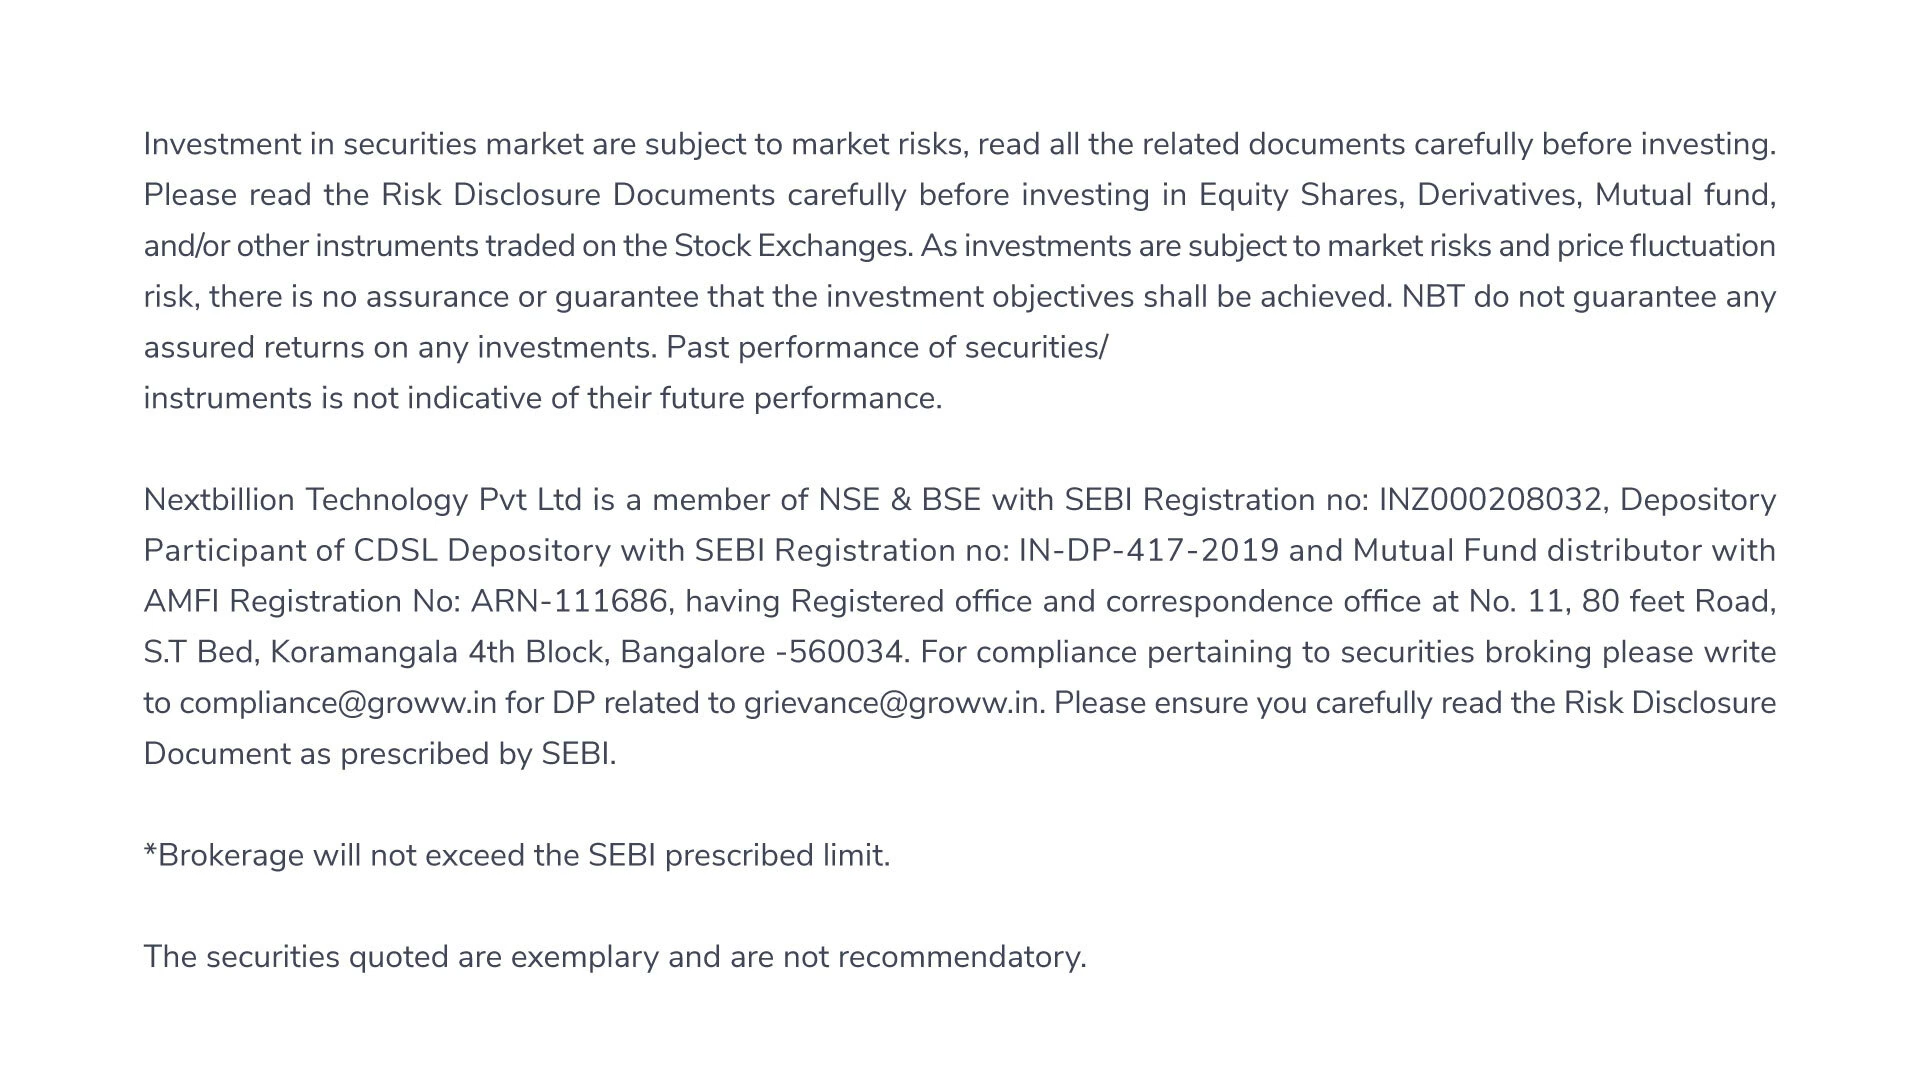 Investment in securities market are subject to market risks, read all the related documents carefully before investing.
Please read the Risk Disclosure Documents carefully before investing in Equity Shares, Derivatives, Mutual fund,
and/or other instruments traded on the Stock Exchanges. As investments are subject to market risks and price fluctuation
risk, there is no assurance or guarantee that the investment objectives shall be achieved. NBT do not guarantee any
assured returns on any investments. Past performance of securities/
instruments is not indicative of their future performance.
Nextbillion Technology Pvt Ltd is a member of NSE & BSE with SEBI Registration no: INZ000208032, Depository
Participant of CDSL Depository with SEBI Registration no: IN-DP-417-2019 and Mutual Fund distributor with
AMFI Registration No: ARN-111686, having Registered office and correspondence office at No. 11, 80 feet Road,
S.T Bed, Koramangala 4th Block, Bangalore -560034. For compliance pertaining to securities broking please write
to compliance@groww.in for DP related to grievance@groww.in. Please ensure you carefully read the Risk Disclosure
Document as prescribed by SEBI.
*Brokerage will not exceed the SEBI prescribed limit.
The securities quoted are exemplary and are not recommendatory.